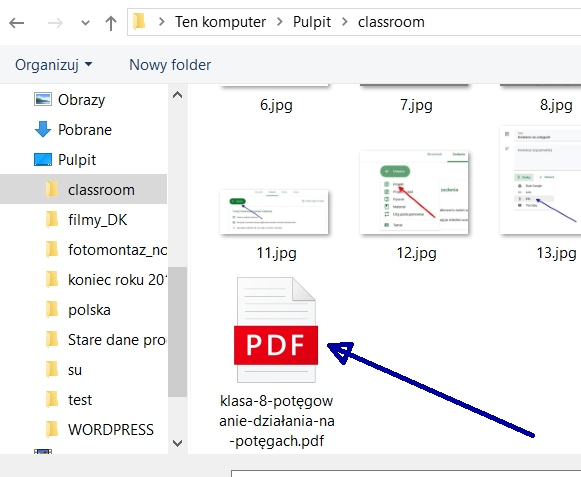 Ten komputer > Pulpit > classroom
Organizuj Nowy folder
Obrazy
Pobrane
Pulpit
classroom
filmy_DK
fotomontaz_no
koniec roku 20
polska
Stare dane pro
su
test
WORDPRESS
6.jpg 7.jpg 8.jpg
11.jpg 12.jpg 13.jpg
PDF
klasa-8-potęgow
anie-działania-na
-potęgach.pdf